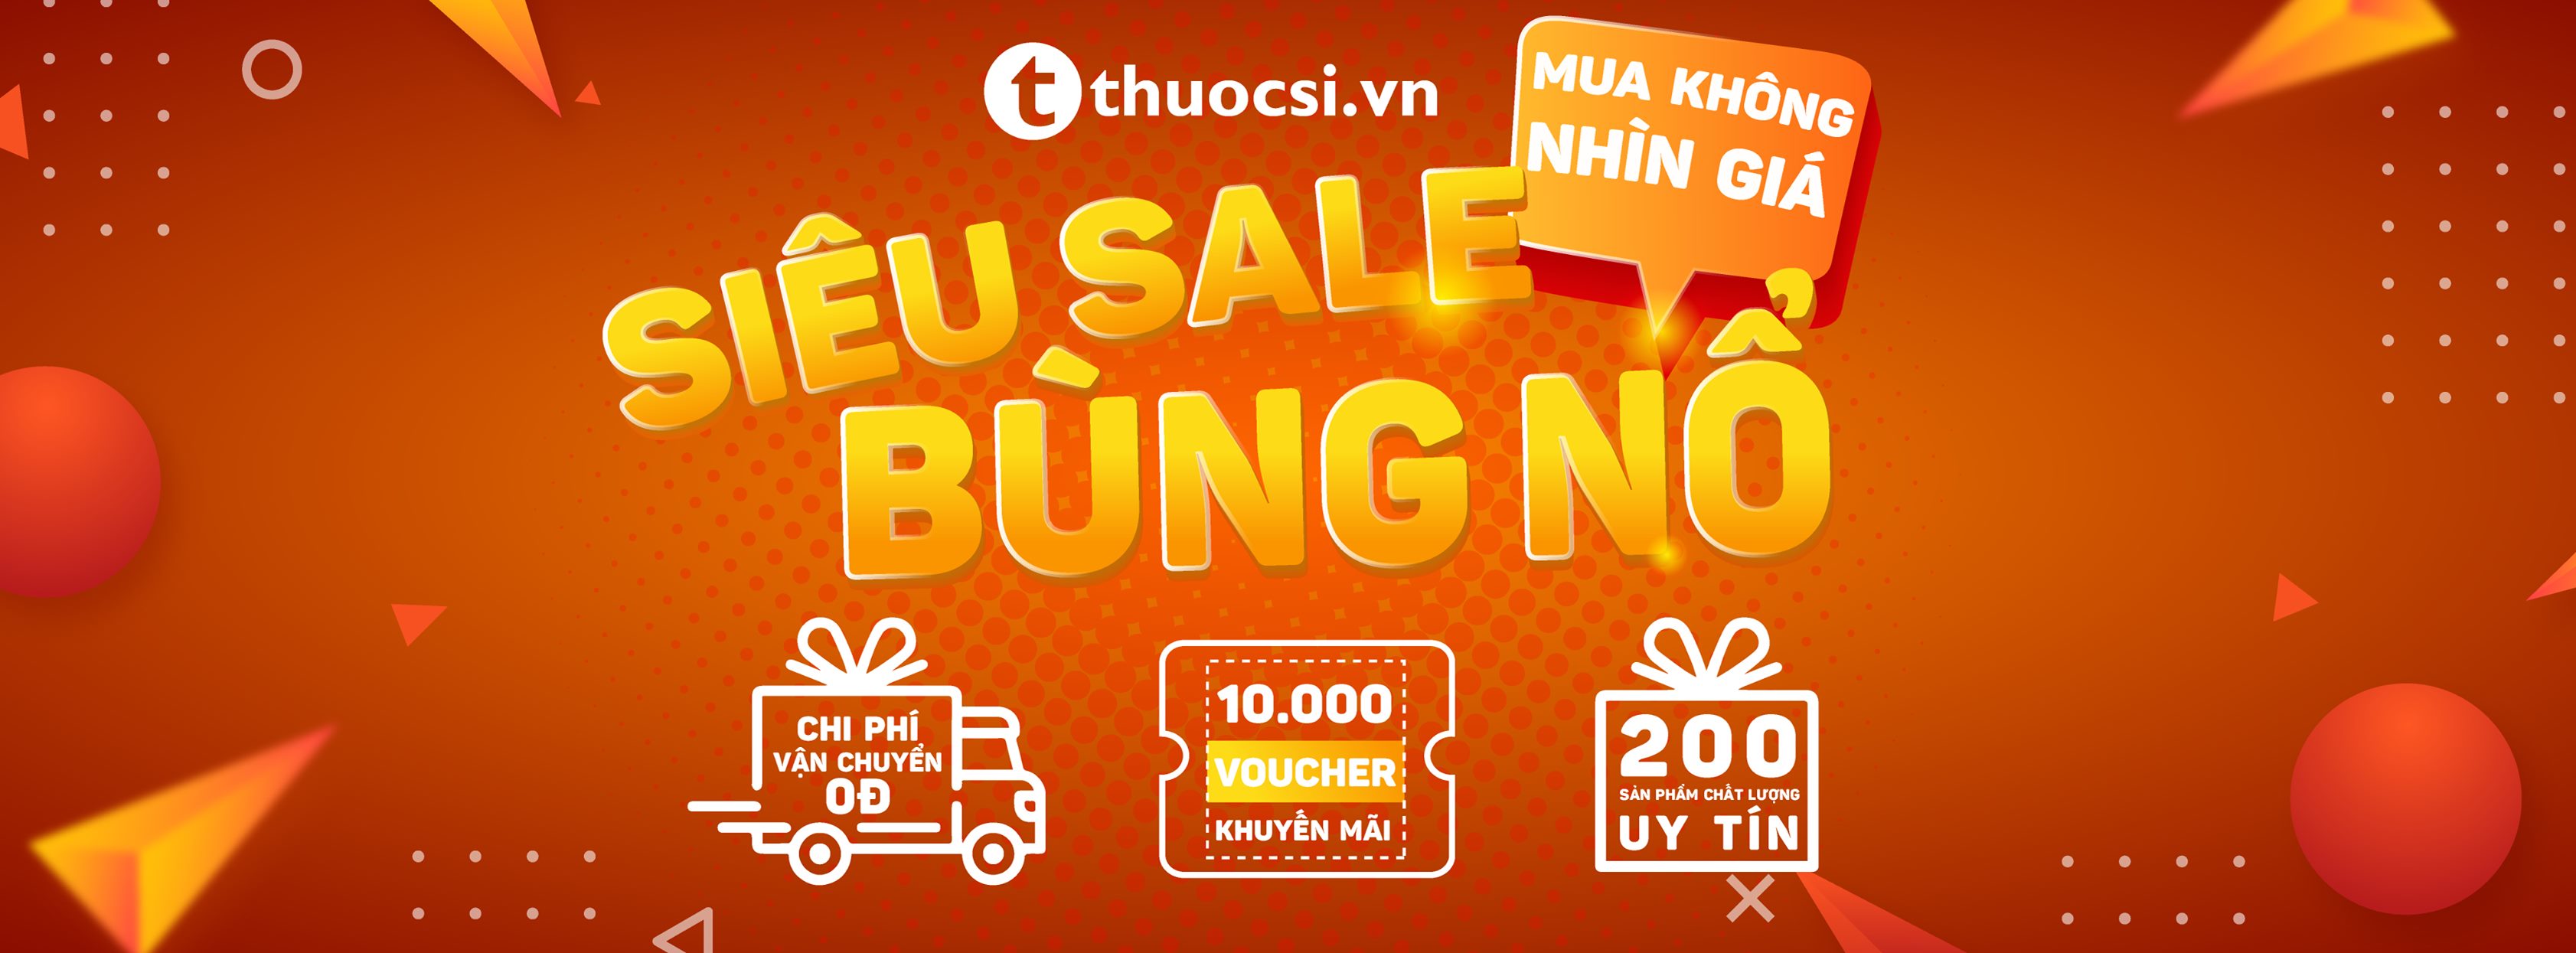 thuocsi.vn
MUA KHÔNG
NHÌN GIÁ
SIÊU SALE
BÙNG NỔ
CHI PHÍ
VẬN CHUYỂN
0Đ
10.000
VOUCHER
KHUYẾN MÃI
200
SẢN PHẨM CHẤT LƯỢNG
UY TÍN